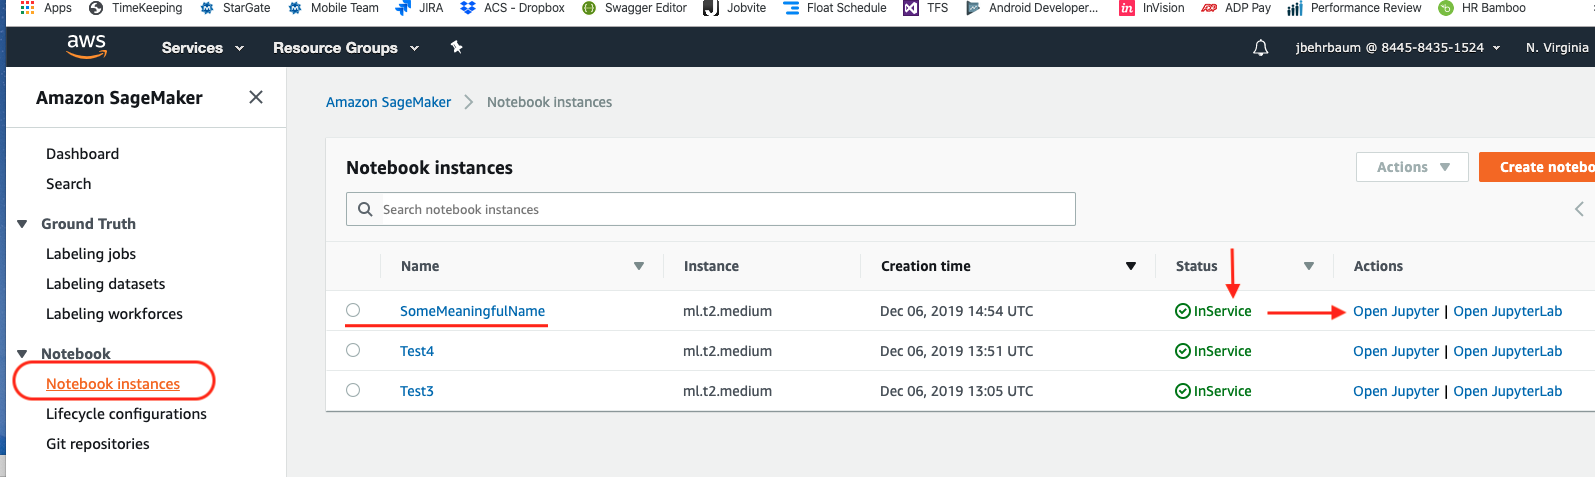 Apps TimeKeeping StarGate Mobile Team JIRA ACS - Dropbox Swagger Editor Jobvite Float Schedule TFS Android Developer... InVision ADP Pay Performance Review HR Bamboo
aws Services Resource Groups jbehrbaum @ 8445-8435-1524 N. Virginia
Amazon SageMaker
Dashboard
Search
Ground Truth
Labeling jobs
Labeling datasets
Labeling workforces
Notebook
Notebook instances
Lifecycle configurations
Git repositories
Amazon SageMaker > Notebook instances
Notebook instances
Actions Create notebo
Search notebook instances
Name Instance Creation time Status Actions
SomeMeaningfulName ml.t2.medium Dec 06, 2019 14:54 UTC InService Open Jupyter | Open JupyterLab
Test4 ml.t2.medium Dec 06, 2019 13:51 UTC InService Open Jupyter | Open JupyterLab
Test3 ml.t2.medium Dec 06, 2019 13:05 UTC InService Open Jupyter | Open JupyterLab